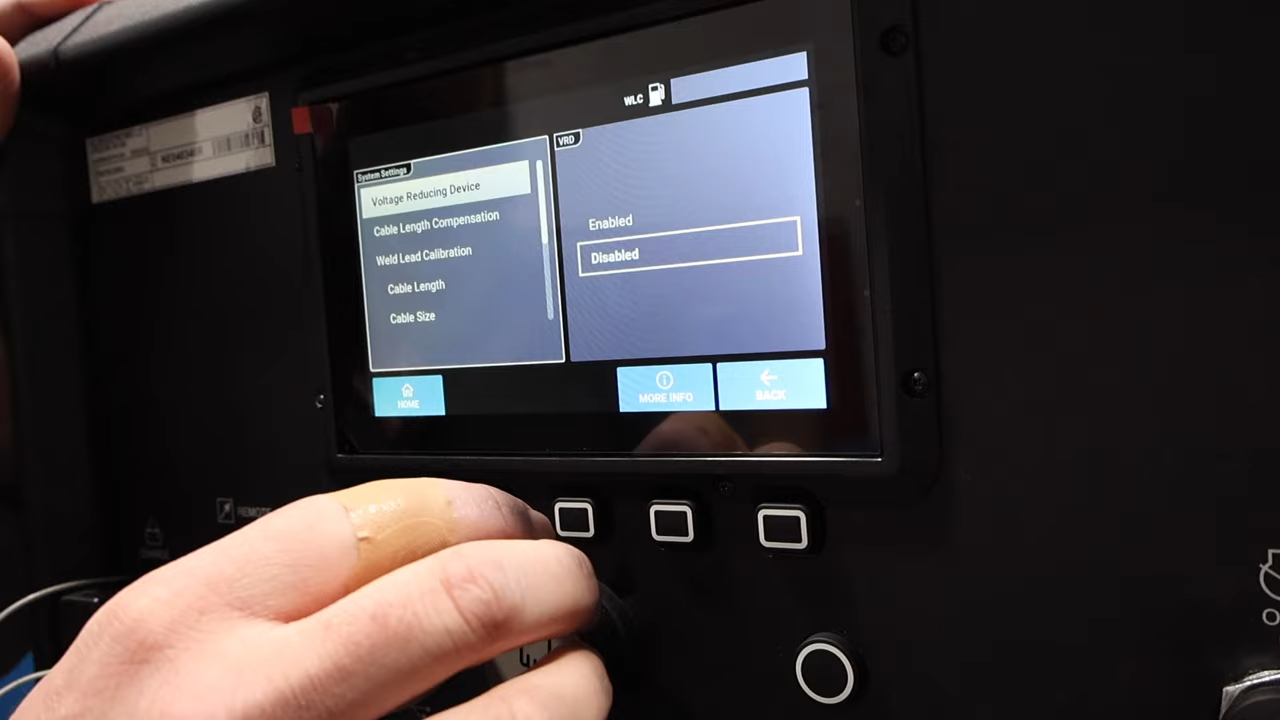 WLC
VRD
System Settings
Voltage Reducing Device
Cable Length Compensation
Weld Lead Calibration
Cable Length
Cable Size
Enabled
Disabled
HOME
MORE INFO
BACK